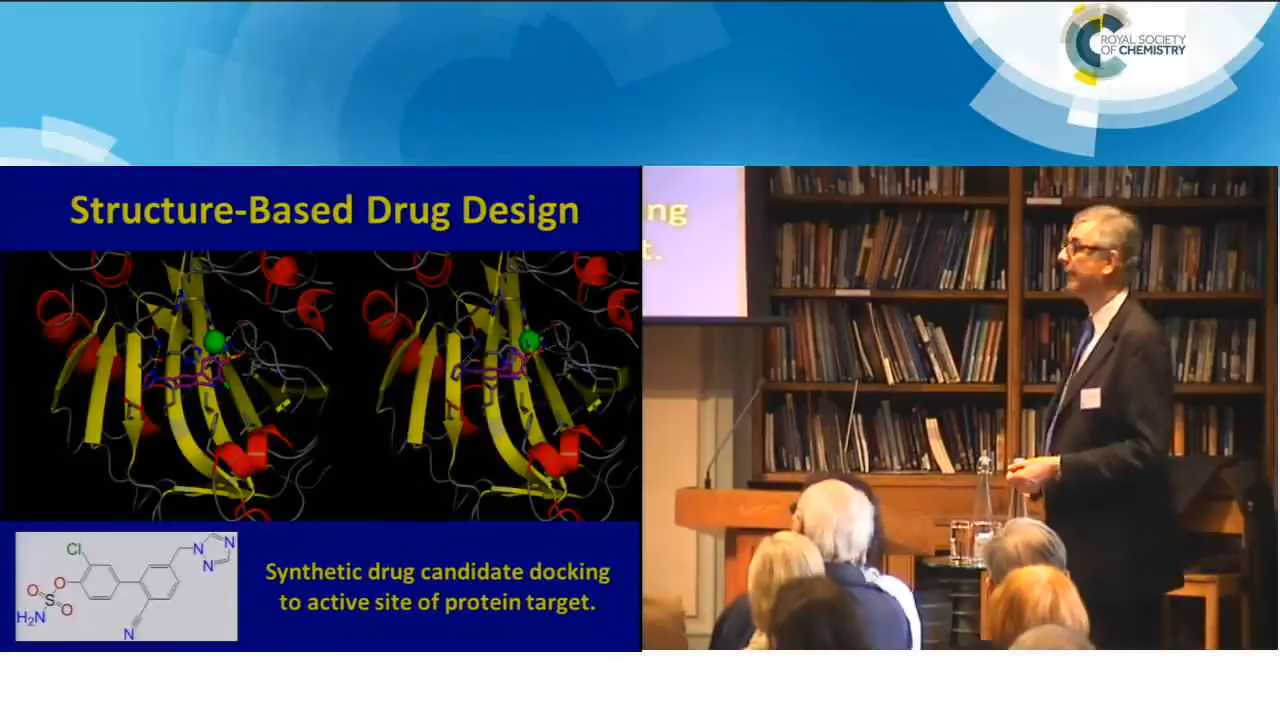 ROYAL SOCIETY
OF CHEMISTRY
Structure-Based Drug Design
ng
t.
Cl
O
O
S
O
H₂N
N
N
N
N
Synthetic drug candidate docking
to active site of protein target.